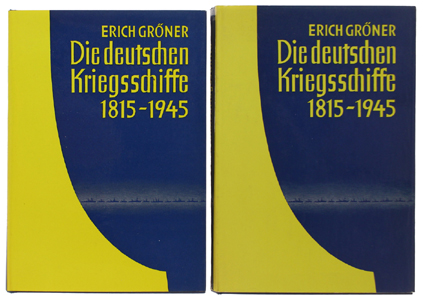 ERICH GRÖNER
Die deutschen
Kriegsschiffe
1815-1945
ERICH GRÖNER
Die deutschen
Kriegsschiffe
1815-1945